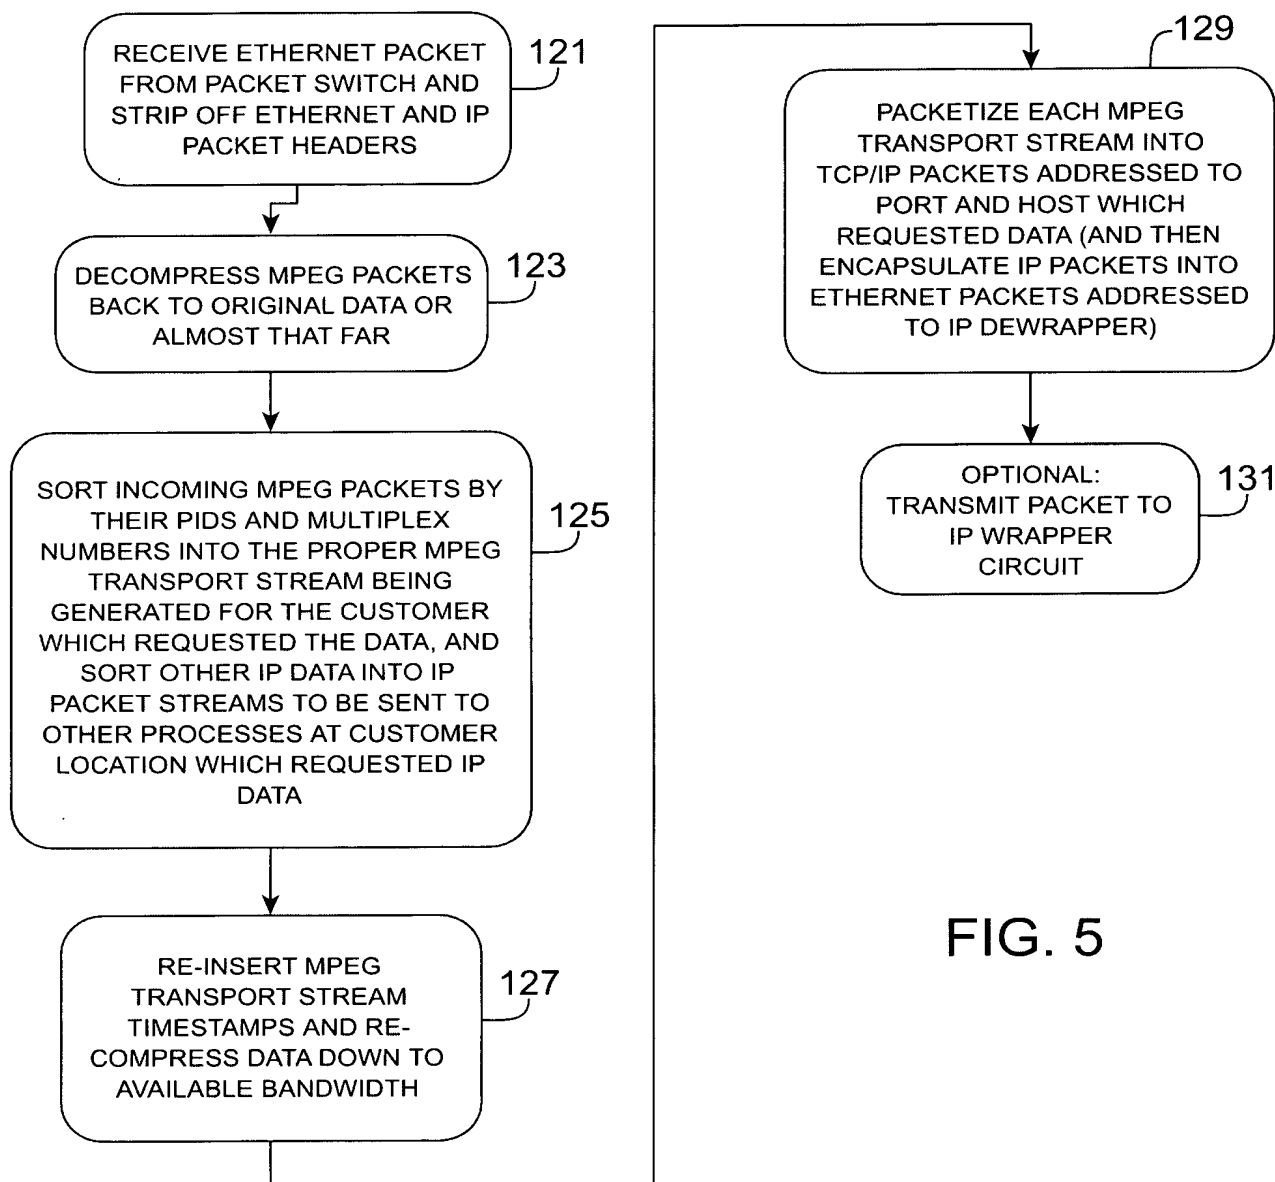 RECEIVE ETHERNET PACKET
FROM PACKET SWITCH AND
STRIP OFF ETHERNET AND IP
PACKET HEADERS
121
DECOMPRESS MPEG PACKETS
BACK TO ORIGINAL DATA OR
ALMOST THAT FAR
123
SORT INCOMING MPEG PACKETS BY
THEIR PIDS AND MULTIPLEX
NUMBERS INTO THE PROPER MPEG
TRANSPORT STREAM BEING
GENERATED FOR THE CUSTOMER
WHICH REQUESTED THE DATA, AND
SORT OTHER IP DATA INTO IP
PACKET STREAMS TO BE SENT TO
OTHER PROCESSES AT CUSTOMER
LOCATION WHICH REQUESTED IP
DATA
125
RE-INSERT MPEG
TRANSPORT STREAM
TIMESTAMPS AND RE-
COMPRESS DATA DOWN TO
AVAILABLE BANDWIDTH
127
129
PACKETIZE EACH MPEG
TRANSPORT STREAM INTO
TCP/IP PACKETS ADDRESSED TO
PORT AND HOST WHICH
REQUESTED DATA (AND THEN
ENCAPSULATE IP PACKETS INTO
ETHERNET PACKETS ADDRESSED
TO IP DEWRAPPER)
OPTIONAL:
TRANSMIT PACKET TO
IP WRAPPER
CIRCUIT
131
FIG. 5